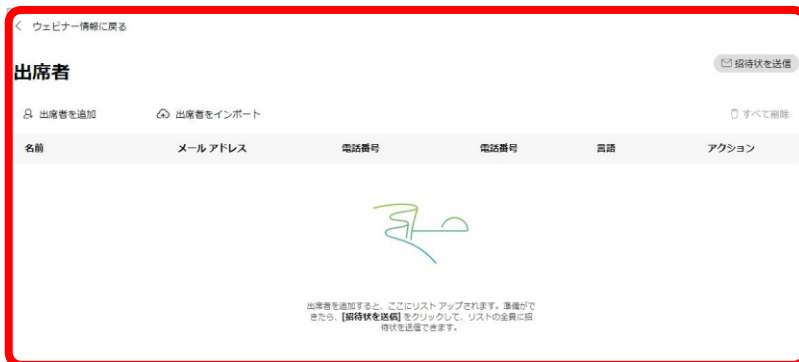 ウェビナー情報に戻る
出席者
招待状を送信
出席者を追加 出席者をインポート すべて削除
名前 メール アドレス 電話番号 電話番号 言語 アクション
出席者を追加すると、ここにリスト アップされます。準備がで
きたら、[招待状を送信] をクリックして、リストの全員に招
待状を送信できます。